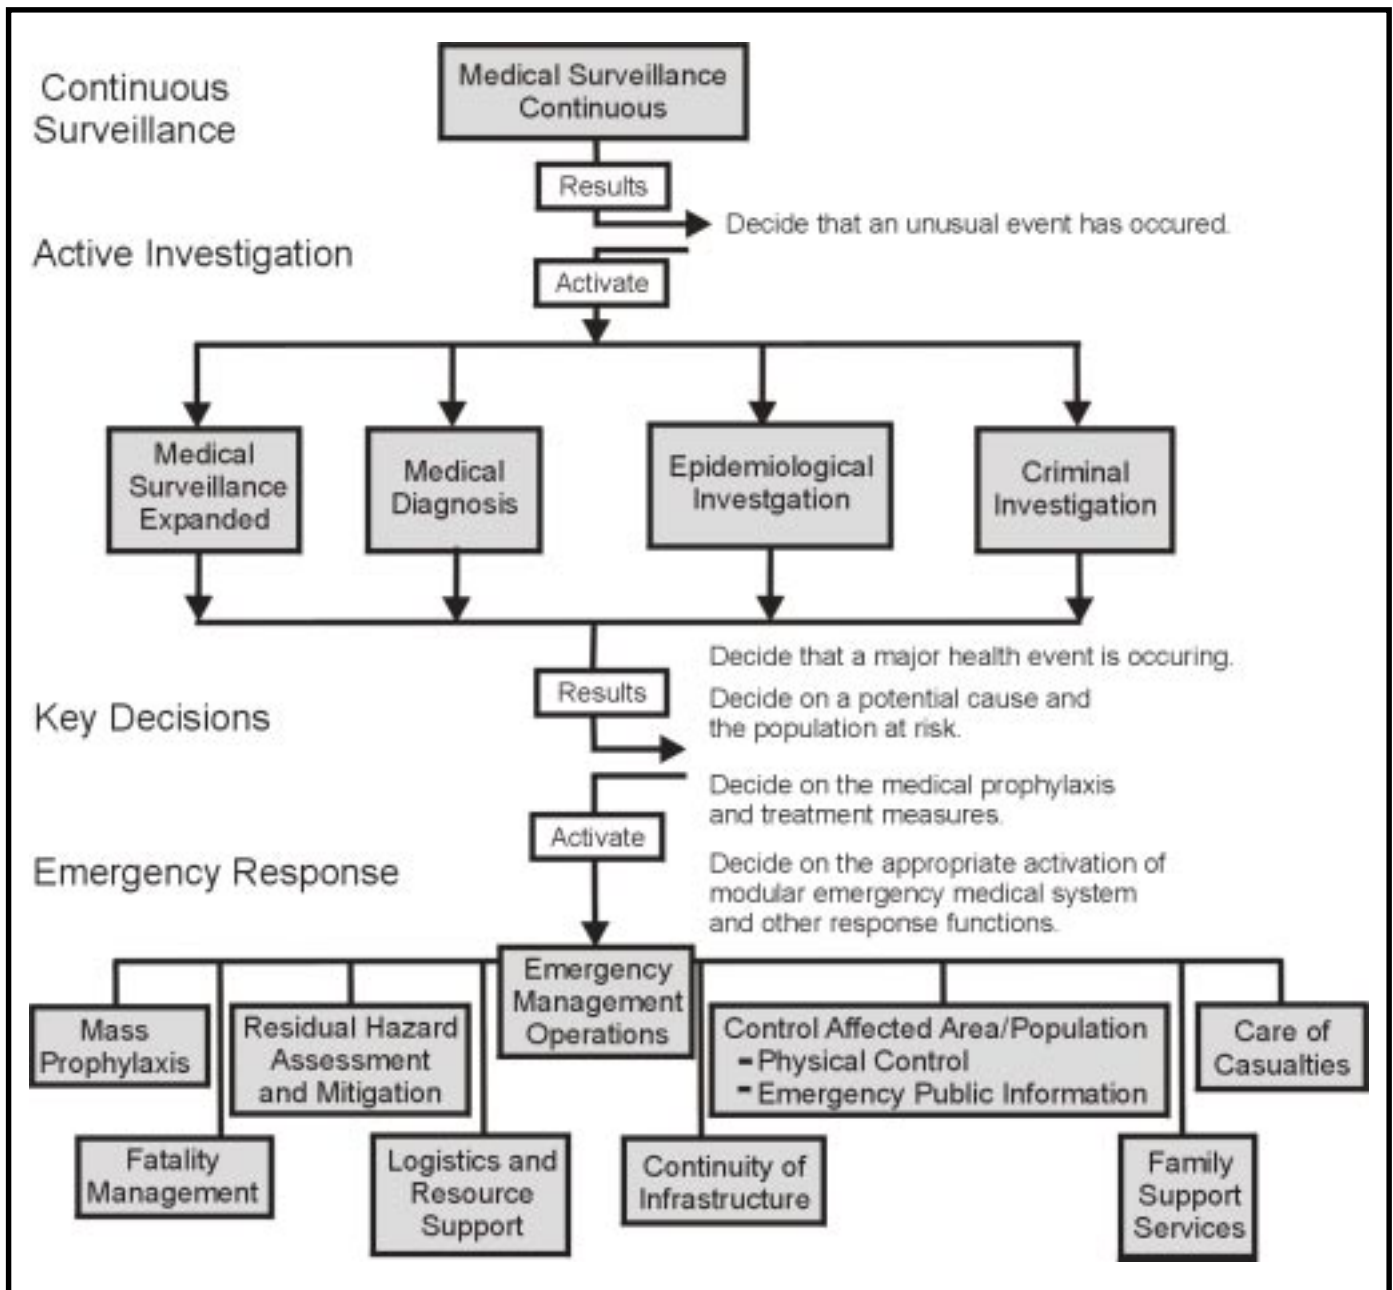 Continuous
Surveillance
Medical Surveillance
Continuous
Results
Decide that an unusual event has occured.
Active Investigation
Activate
Medical
Surveillance
Expanded
Medical
Diagnosis
Epidemiological
Investgation
Criminal
Investigation
Key Decisions
Results
Decide that a major health event is occuring.
Decide on a potential cause and
the population at risk.
Decide on the medical prophylaxis
and treatment measures.
Activate
Decide on the appropriate activation of
modular emergency medical system
and other response functions.
Emergency Response
Emergency
Management
Operations
Mass
Prophylaxis
Residual Hazard
Assessment
and Mitigation
Control Affected Area/Population
- Physical Control
- Emergency Public Information
Care of
Casualties
Fatality
Management
Logistics and
Resource
Support
Continuity of
Infrastructure
Family
Support
Services